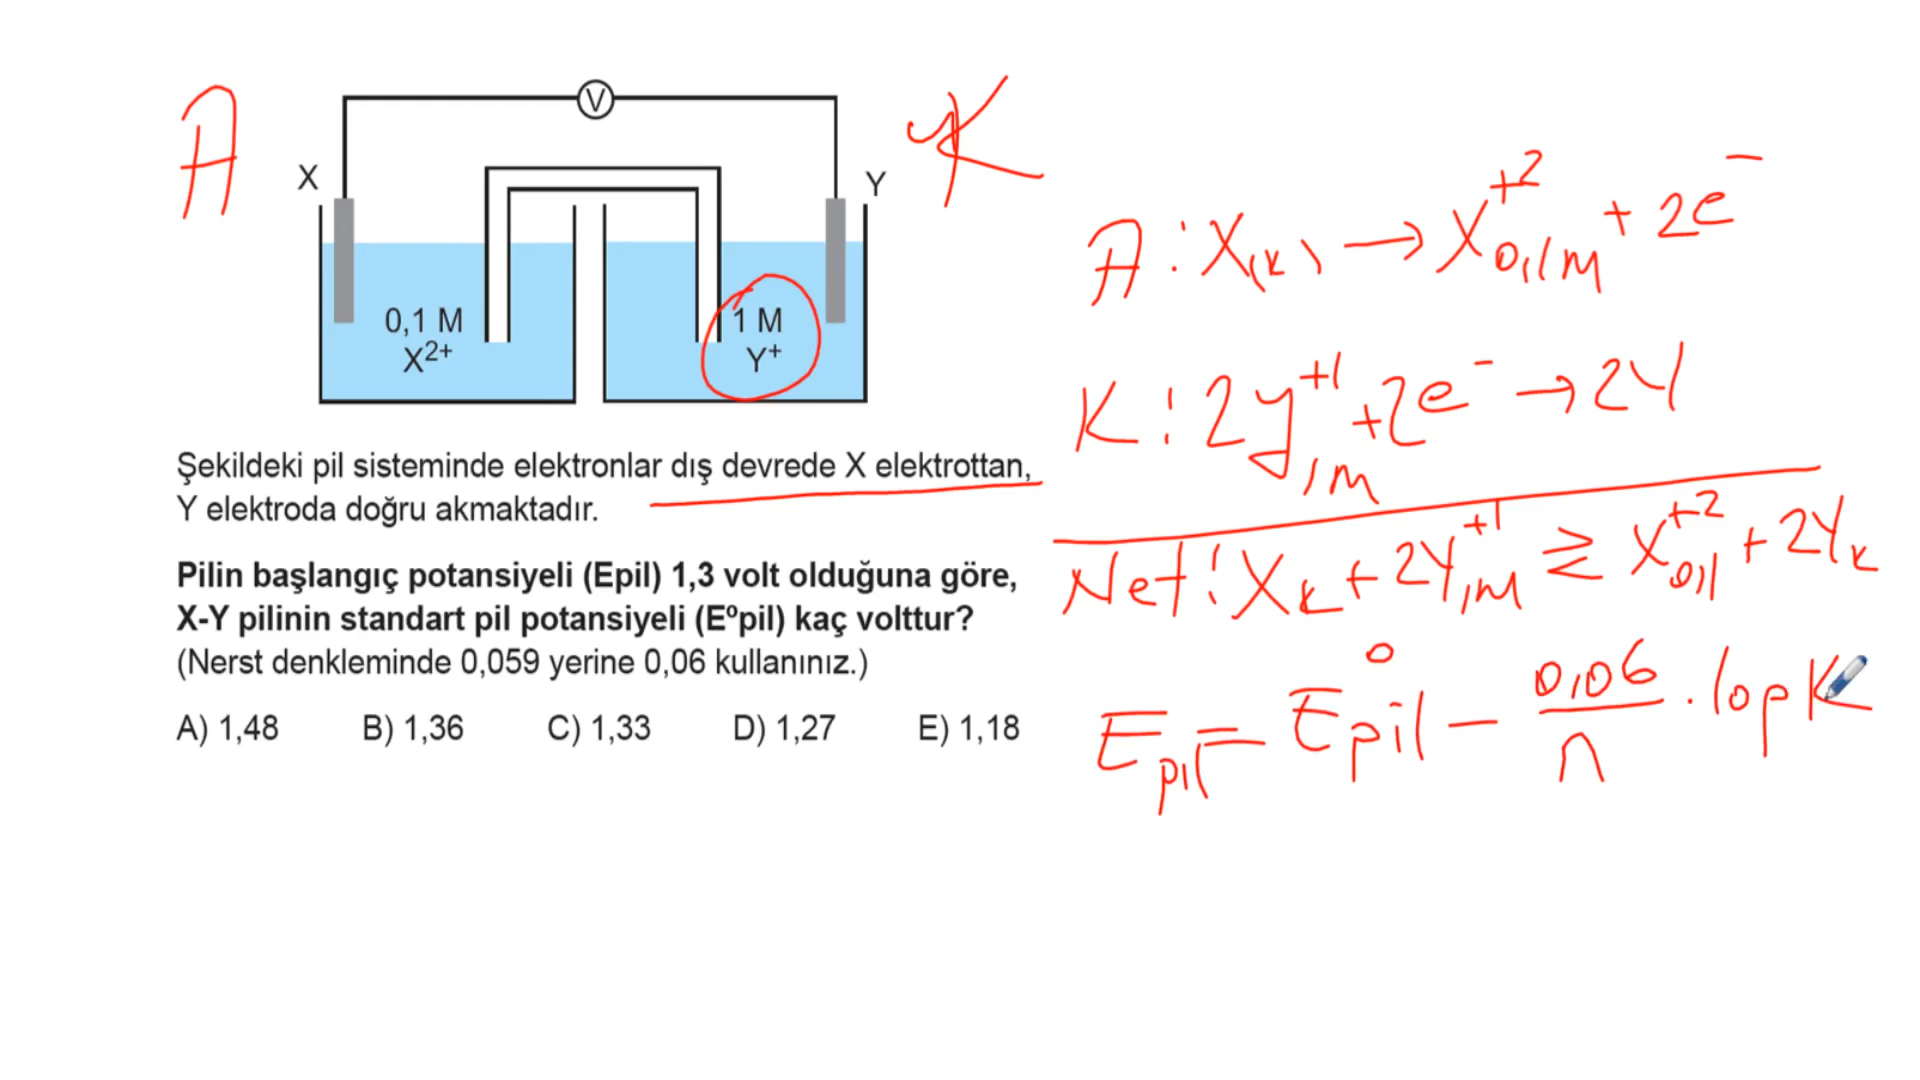 A
V
K
X
Y
0,1 M
X2+
1 M
Y+
Şekildeki pil sisteminde elektronlar dış devrede X elektrottan,
Y elektroda doğru akmaktadır.
Pilin başlangıç potansiyeli (Epil) 1,3 volt olduğuna göre,
X-Y pilinin standart pil potansiyeli (Eºpil) kaç volttur?
(Nerst denkleminde 0,059 yerine 0,06 kullanınız.)
A) 1,48 B) 1,36 C) 1,33 D) 1,27 E) 1,18
A : X(k) → X+2 0,1M + 2e-
K : 2y+1 1M + 2e- → 2Y
Net : Xk + 2Y+1 1M ⇄ X+2 0,1 + 2Yk
Epil = Eºpil - 0,06/n . log K